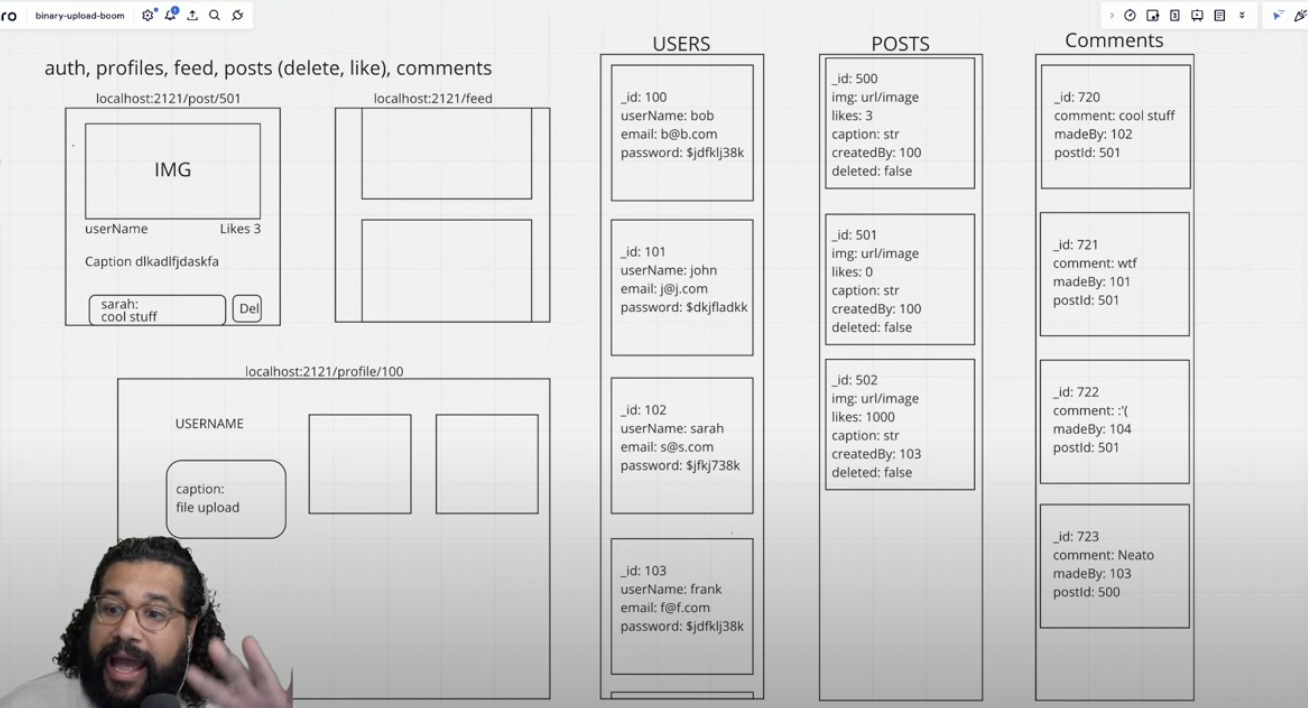 ro
binary-upload-boom
auth, profiles, feed, posts (delete, like), comments
localhost:2121/post/501
IMG
userName
Likes 3
Caption dlkadlfjdaskfa
sarah:
cool stuff
Del
localhost:2121/feed
localhost:2121/profile/100
USERNAME
caption:
file upload
USERS
_id: 100
userName: bob
email: b@b.com
password: $jdfklj38k
_id: 101
userName: john
email: j@j.com
password: $dkjfladkk
_id: 102
userName: sarah
email: s@s.com
password: $jfkj738k
_id: 103
userName: frank
email: f@f.com
password: $jdfklj38k
POSTS
_id: 500
img: url/image
likes: 3
caption: str
createdBy: 100
deleted: false
_id: 501
img: url/image
likes: 0
caption: str
createdBy: 100
deleted: false
_id: 502
img: url/image
likes: 1000
caption: str
createdBy: 103
deleted: false
Comments
_id: 720
comment: cool stuff
madeBy: 102
postId: 501
_id: 721
comment: wtf
madeBy: 101
postId: 501
_id: 722
comment: :'(
madeBy: 104
postId: 501
_id: 723
comment: Neato
madeBy: 103
postId: 500